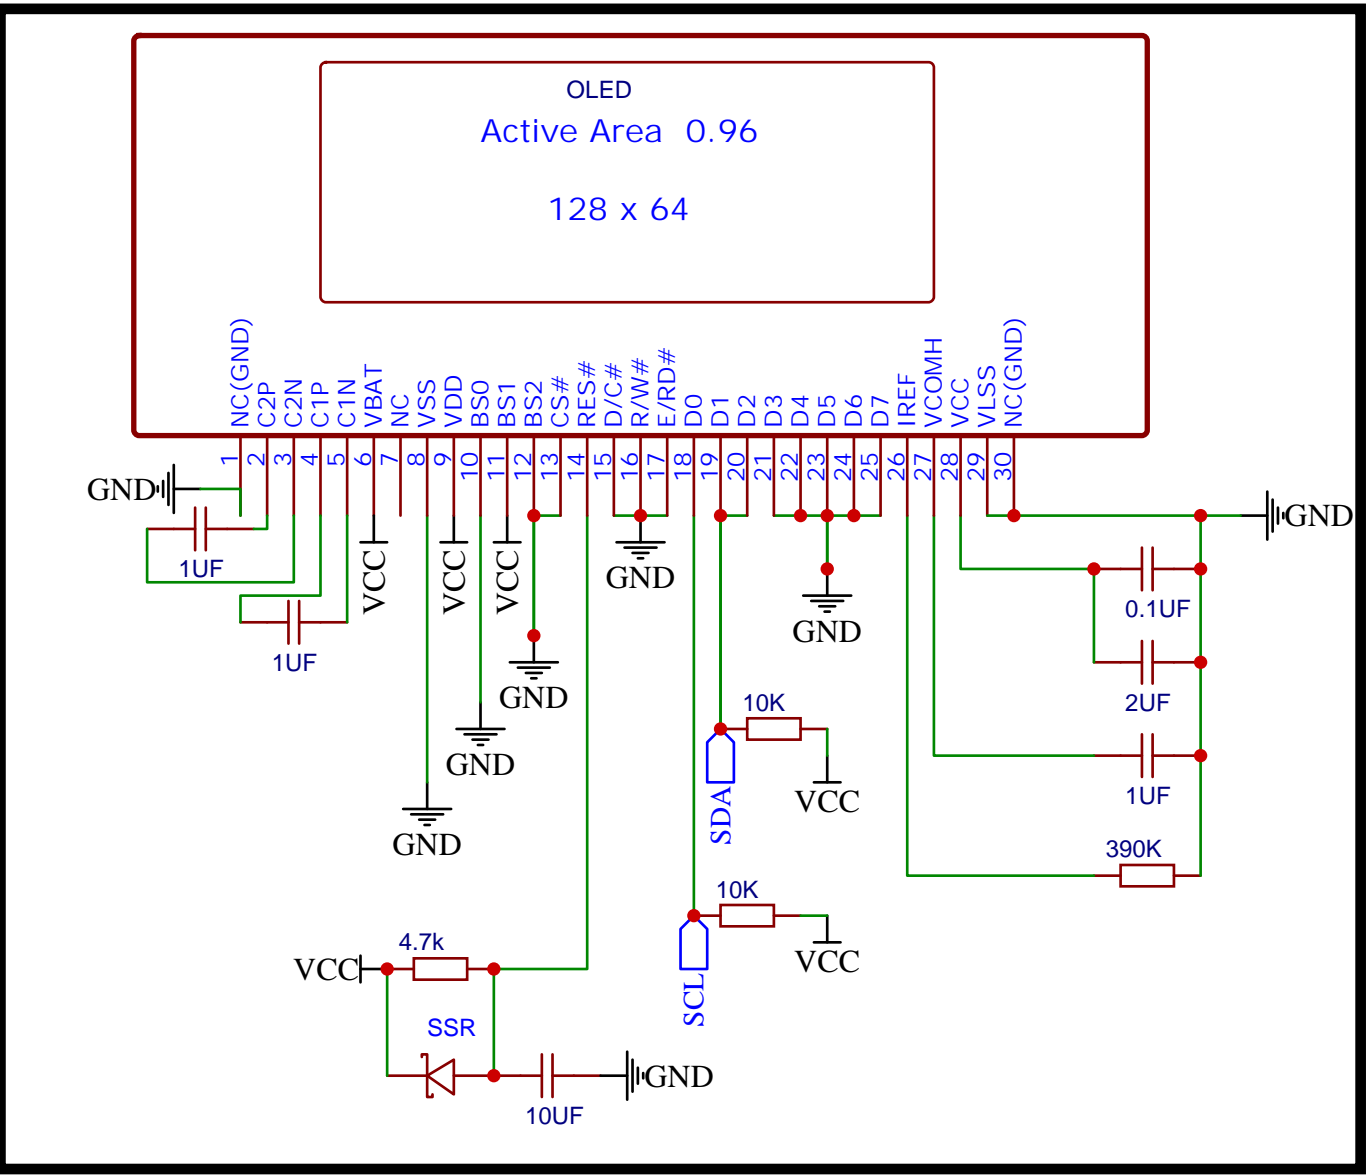 OLED
Active Area 0.96
128 x 64
NC(GND)
C2P
C2N
C1P
C1N
VBAT
NC
VSS
VDD
BS0
BS1
BS2
CS#
RES#
D/C#
R/W#
E/RD#
D0
D1
D2
D3
D4
D5
D6
D7
IREF
VCOMH
VCC
VLSS
NC(GND)
1
2
3
4
5
6
7
8
9
10
11
12
13
14
15
16
17
18
19
20
21
22
23
24
25
26
27
28
29
30
GND
GND
1UF
VCC
VCC
VCC
GND
0.1UF
GND
1UF
GND
10K
2UF
GND
VCC
1UF
SDA
GND
390K
10K
4.7k
VCC
VCC
SCL
SSR
GND
10UF